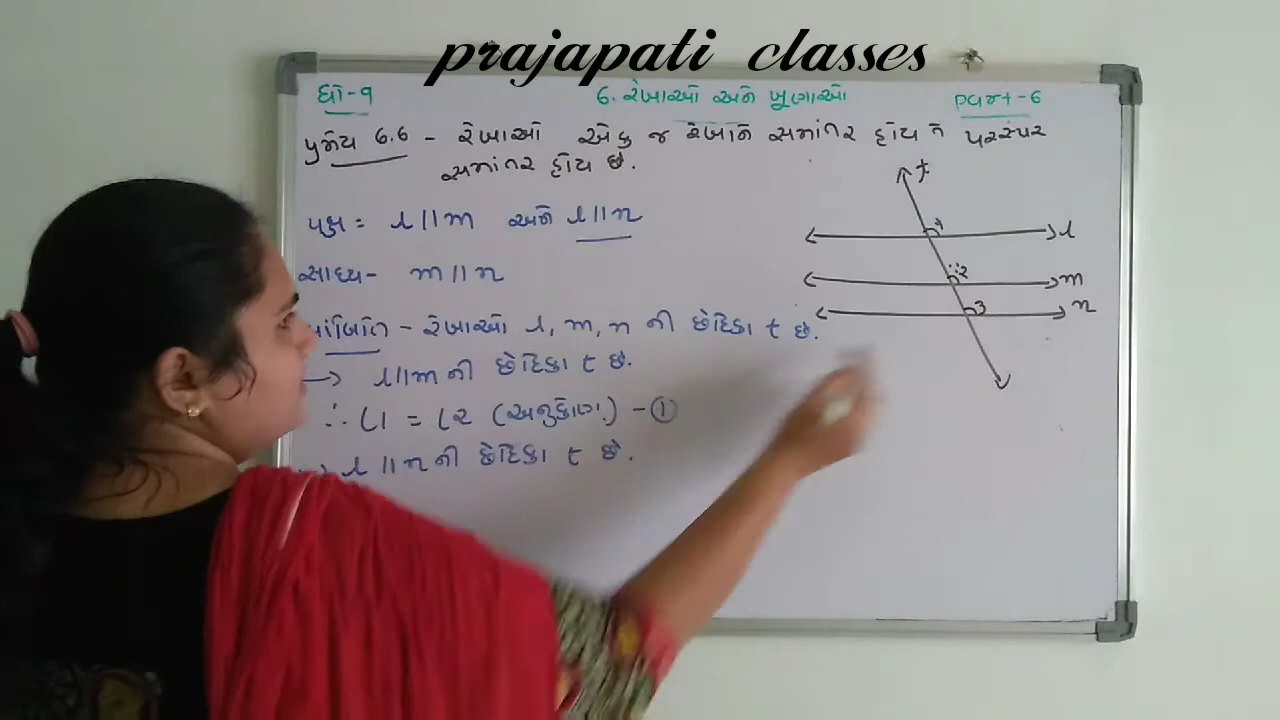 prajapati classes
ધો-૧
6. રેખાઓ અને ખૂણાઓ
Part-6
પ્રમેય 6.6 - રેખાઓ એક જ રેખાને સમાંતર હોય તે પરસ્પર
સમાંતર હોય છે.
પક્ષ = l || m અને l || n
સાધ્ય- m || n
- રેખાઓ l, m, n ની છેદિકા t છે.
→ l || m ની છેદિકા t છે.
∴ ∠1 = ∠2 (અનુકોણ) - ①
→ l || n ની છેદિકા t છે.
t
1
l
2
m
3
n